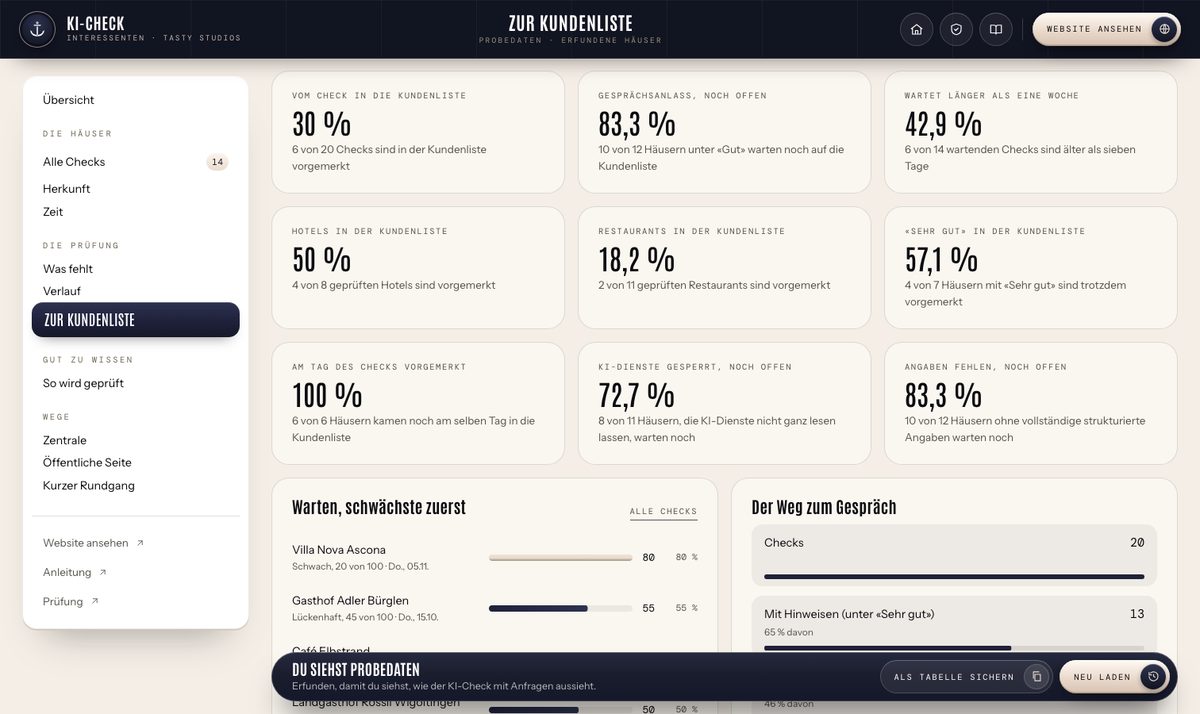 KI-CHECK
INTERESSENTEN · TASTY STUDIOS
ZUR KUNDENLISTE
PROBEDATEN · ERFUNDENE HÄUSER
WEBSITE ANSEHEN
Übersicht
DIE HÄUSER
Alle Checks 14
Herkunft
Zeit
DIE PRÜFUNG
Was fehlt
Verlauf
ZUR KUNDENLISTE
GUT ZU WISSEN
So wird geprüft
WEGE
Zentrale
Öffentliche Seite
Kurzer Rundgang
Website ansehen ↗
Anleitung ↗
Prüfung ↗
VOM CHECK IN DIE KUNDENLISTE
30 %
6 von 20 Checks sind in der Kundenliste
vorgemerkt
GESPRÄCHSANLASS, NOCH OFFEN
83,3 %
10 von 12 Häusern unter «Gut» warten noch auf die
Kundenliste
WARTET LÄNGER ALS EINE WOCHE
42,9 %
6 von 14 wartenden Checks sind älter als sieben
Tage
HOTELS IN DER KUNDENLISTE
50 %
4 von 8 geprüften Hotels sind vorgemerkt
RESTAURANTS IN DER KUNDENLISTE
18,2 %
2 von 11 geprüften Restaurants sind vorgemerkt
«SEHR GUT» IN DER KUNDENLISTE
57,1 %
4 von 7 Häusern mit «Sehr gut» sind trotzdem
vorgemerkt
AM TAG DES CHECKS VORGEMERKT
100 %
6 von 6 Häusern kamen noch am selben Tag in die
Kundenliste
KI-DIENSTE GESPERRT, NOCH OFFEN
72,7 %
8 von 11 Häusern, die KI-Dienste nicht ganz lesen
lassen, warten noch
ANGABEN FEHLEN, NOCH OFFEN
83,3 %
10 von 12 Häusern ohne vollständige strukturierte
Angaben warten noch
Warten, schwächste zuerst
ALLE CHECKS
Villa Nova Ascona
Schwach, 20 von 100 · Do., 05.11.
80 80 %
Gasthof Adler Bürglen
Lückenhaft, 45 von 100 · Do., 15.10.
55 55 %
Café Elbstrand
Landgasthof Rössli Wigoltingen
50 50 %
Der Weg zum Gespräch
Checks 20
Mit Hinweisen (unter «Sehr gut») 13
65 % davon
46 % davon
DU SIEHST PROBEDATEN
Erfunden, damit du siehst, wie der KI-Check mit Anfragen aussieht.
ALS TABELLE SICHERN
NEU LADEN